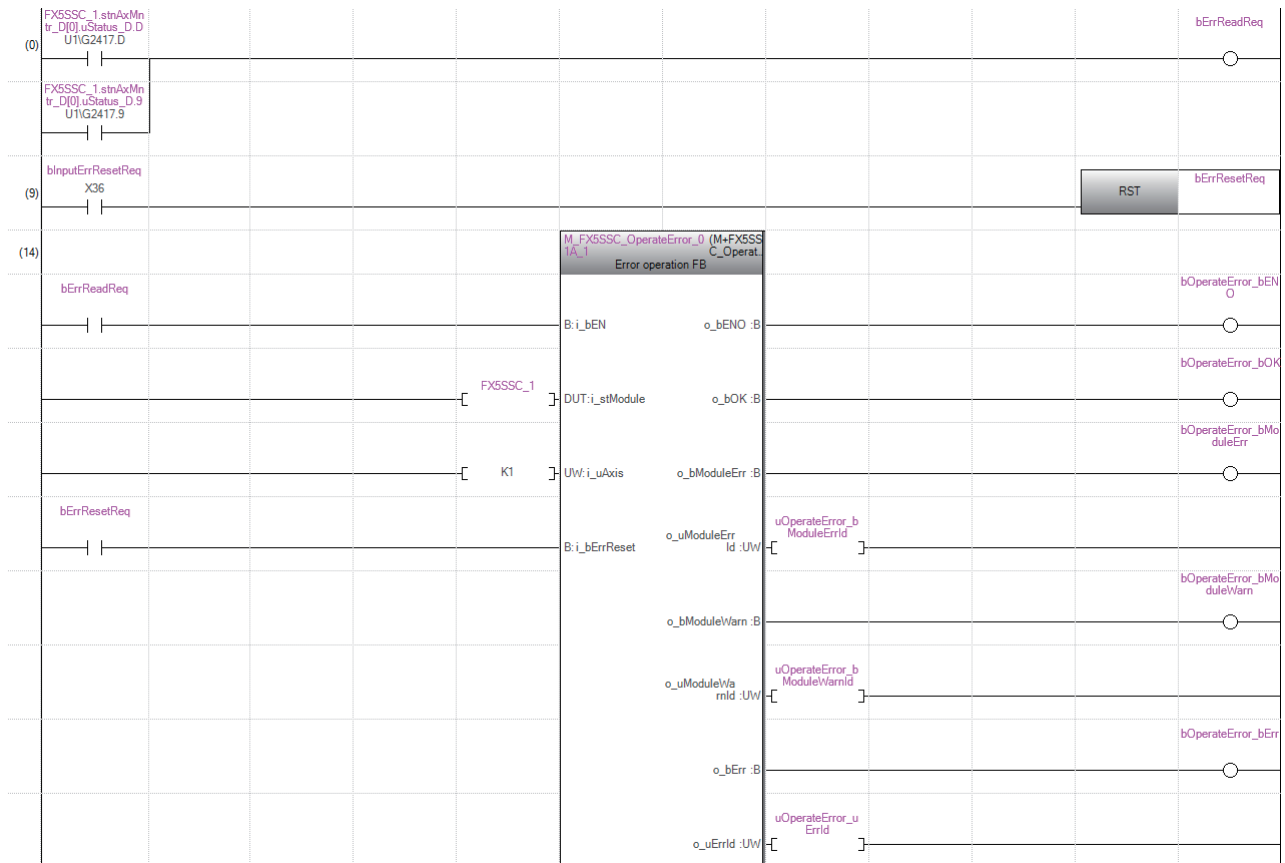 FX5SSC_1.stnAxMn
tr_D[0].uStatus_D.D
U1\G2417.D
bErrReadReq
(0)
FX5SSC_1.stnAxMn
tr_D[0].uStatus_D.9
U1\G2417.9
bInputErrResetReq
X36
(9)
RST
bErrResetReq
(14)
M_FX5SSC_OperateError_0
1A_1
(M+FX5SS
C_Operat..
Error operation FB
bErrReadReq
bOperateError_bEN
O
B:i_bEN
o_bENO :B
bOperateError_bOK
FX5SSC_1
DUT:i_stModule
o_bOK :B
bOperateError_bMo
duleErr
K1
UW:i_uAxis
o_bModuleErr :B
bErrResetReq
uOperateError_b
ModuleErrId
B:i_bErrReset
o_uModuleErr
Id :UW
bOperateError_bMo
duleWarn
o_bModuleWarn :B
uOperateError_b
ModuleWarnId
o_uModuleWa
rnId :UW
bOperateError_bErr
o_bErr :B
uOperateError_u
ErrId
o_uErrId :UW